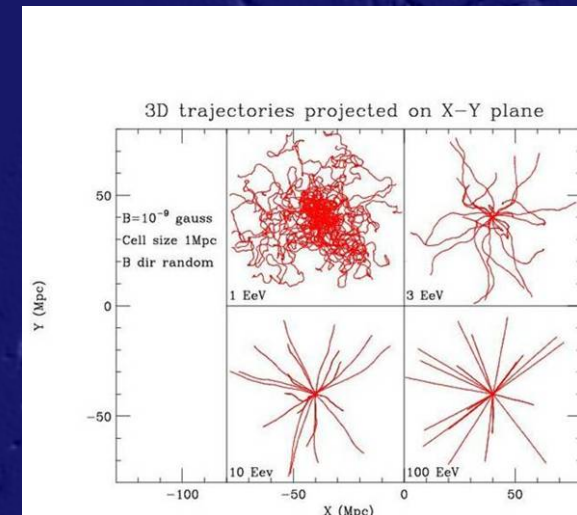 3D trajectories projected on X-Y plane
50
B=10⁻⁹ gauss
Cell size 1Mpc
B dir random
1 EeV
3 EeV
Y (Mpc)
0
-50
10 Eev
100 EeV
-100
-50
0
50
X (Mpc)